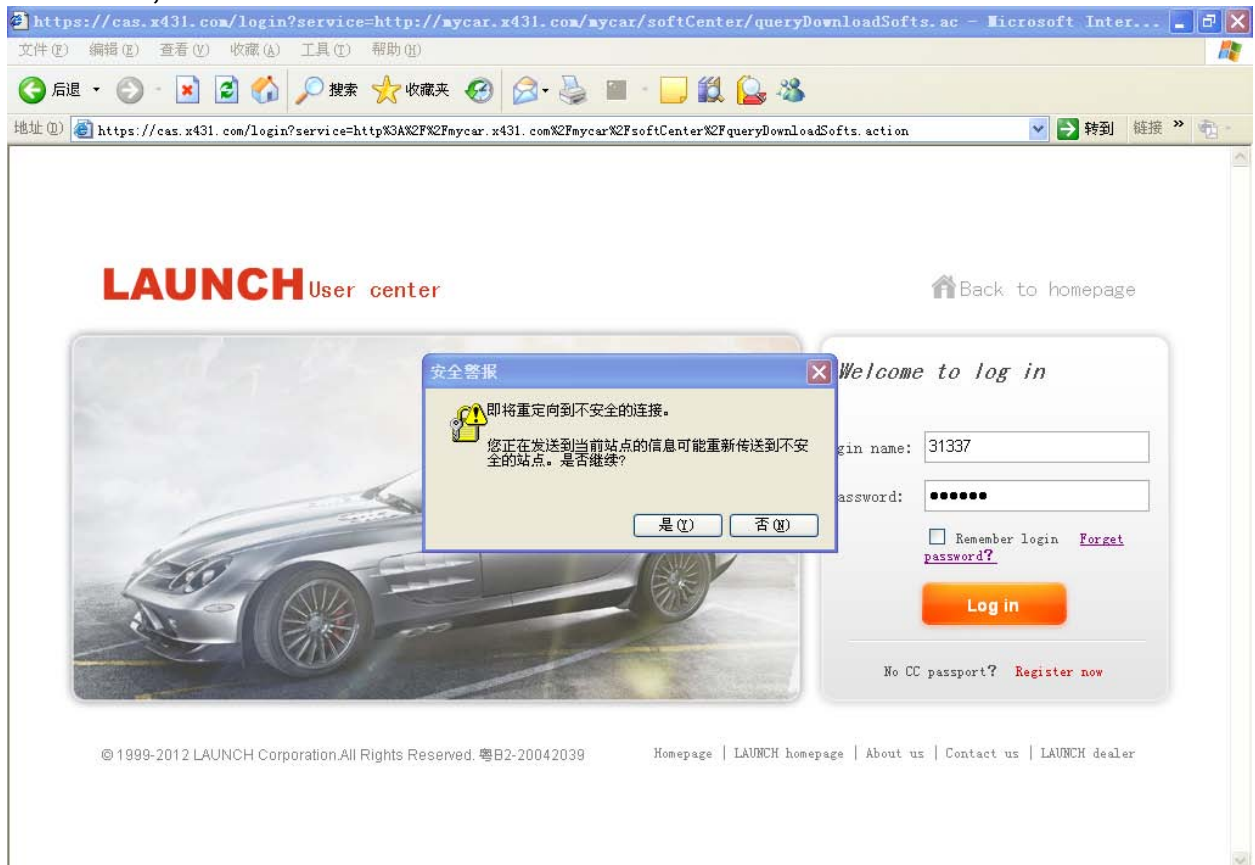 https://cas.x431.com/login?service=http://mycar.x431.com/mycar/softCenter/queryDownloadSofts.ac - Microsoft Inter...
文件(F) 编辑(E) 查看(V) 收藏(A) 工具(T) 帮助(H)
后退 搜索 收藏夹
地址(D) https://cas.x431.com/login?service=http%3A%2F%2Fmycar.x431.com%2Fmycar%2FsoftCenter%2FqueryDownloadSofts.action 转到 链接 »
LAUNCH User center
Back to homepage
安全警报
即将重定向到不安全的连接。
您正在发送到当前站点的信息可能重新传送到不安
全的站点。是否继续?
是(Y) 否(N)
Welcome to log in
gin name: 31337
assword: ●●●●●●
Remember login Forget
password?
Log in
No CC passport? Register now
©1999-2012 LAUNCH Corporation.All Rights Reserved. 粤B2-20042039
Homepage | LAUNCH homepage | About us | Contact us | LAUNCH dealer